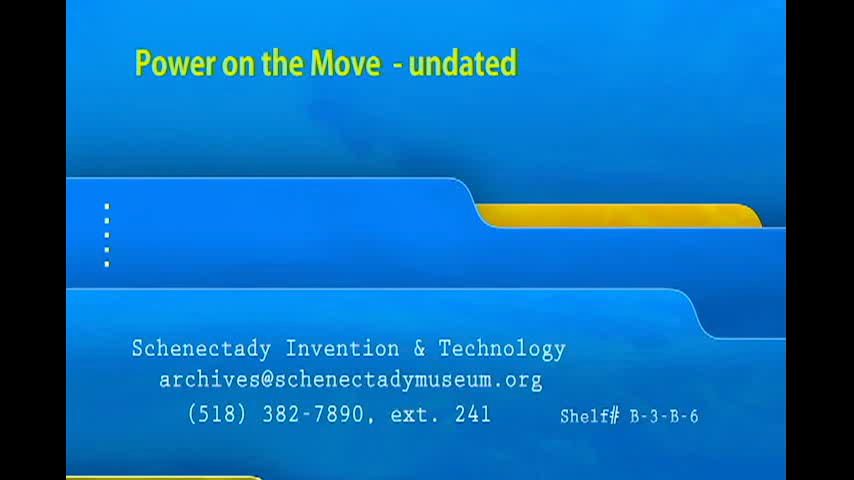 Power on the Move - undated
Schenectady Invention & Technology
archives@schenectadymuseum.org
(518) 382-7890, ext. 241
Shelf# B-3-B-6